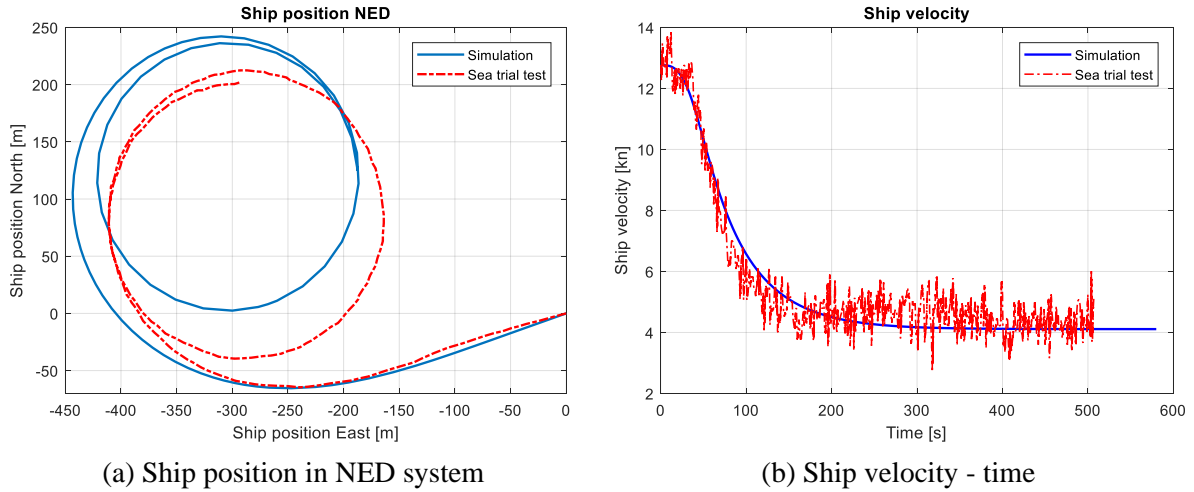 Ship position NED
250
200
150
100
50
0
-50
Ship position North [m]
-450 -400 -350 -300 -250 -200 -150 -100 -50 0
Ship position East [m]
Simulation
Sea trial test
(a) Ship position in NED system
Ship velocity
14
12
10
8
6
4
2
Ship velocity [kn]
0 100 200 300 400 500 600
Time [s]
Simulation
Sea trial test
(b) Ship velocity - time